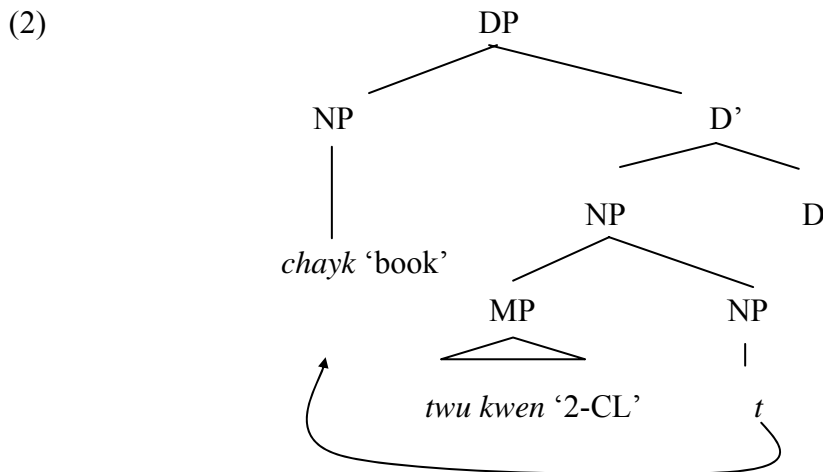 (2) DP
NP D’
NP D
chayk ‘book’
MP NP
twu kwen ‘2-CL’ t